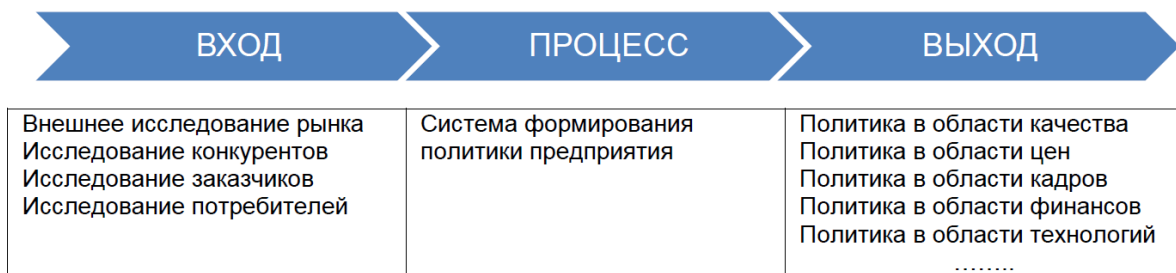 ВХОД
ПРОЦЕСС
ВЫХОД
Внешнее исследование рынка
Исследование конкурентов
Исследование заказчиков
Исследование потребителей
Система формирования
политики предприятия
Политика в области качества
Политика в области цен
Политика в области кадров
Политика в области финансов
Политика в области технологий
……..